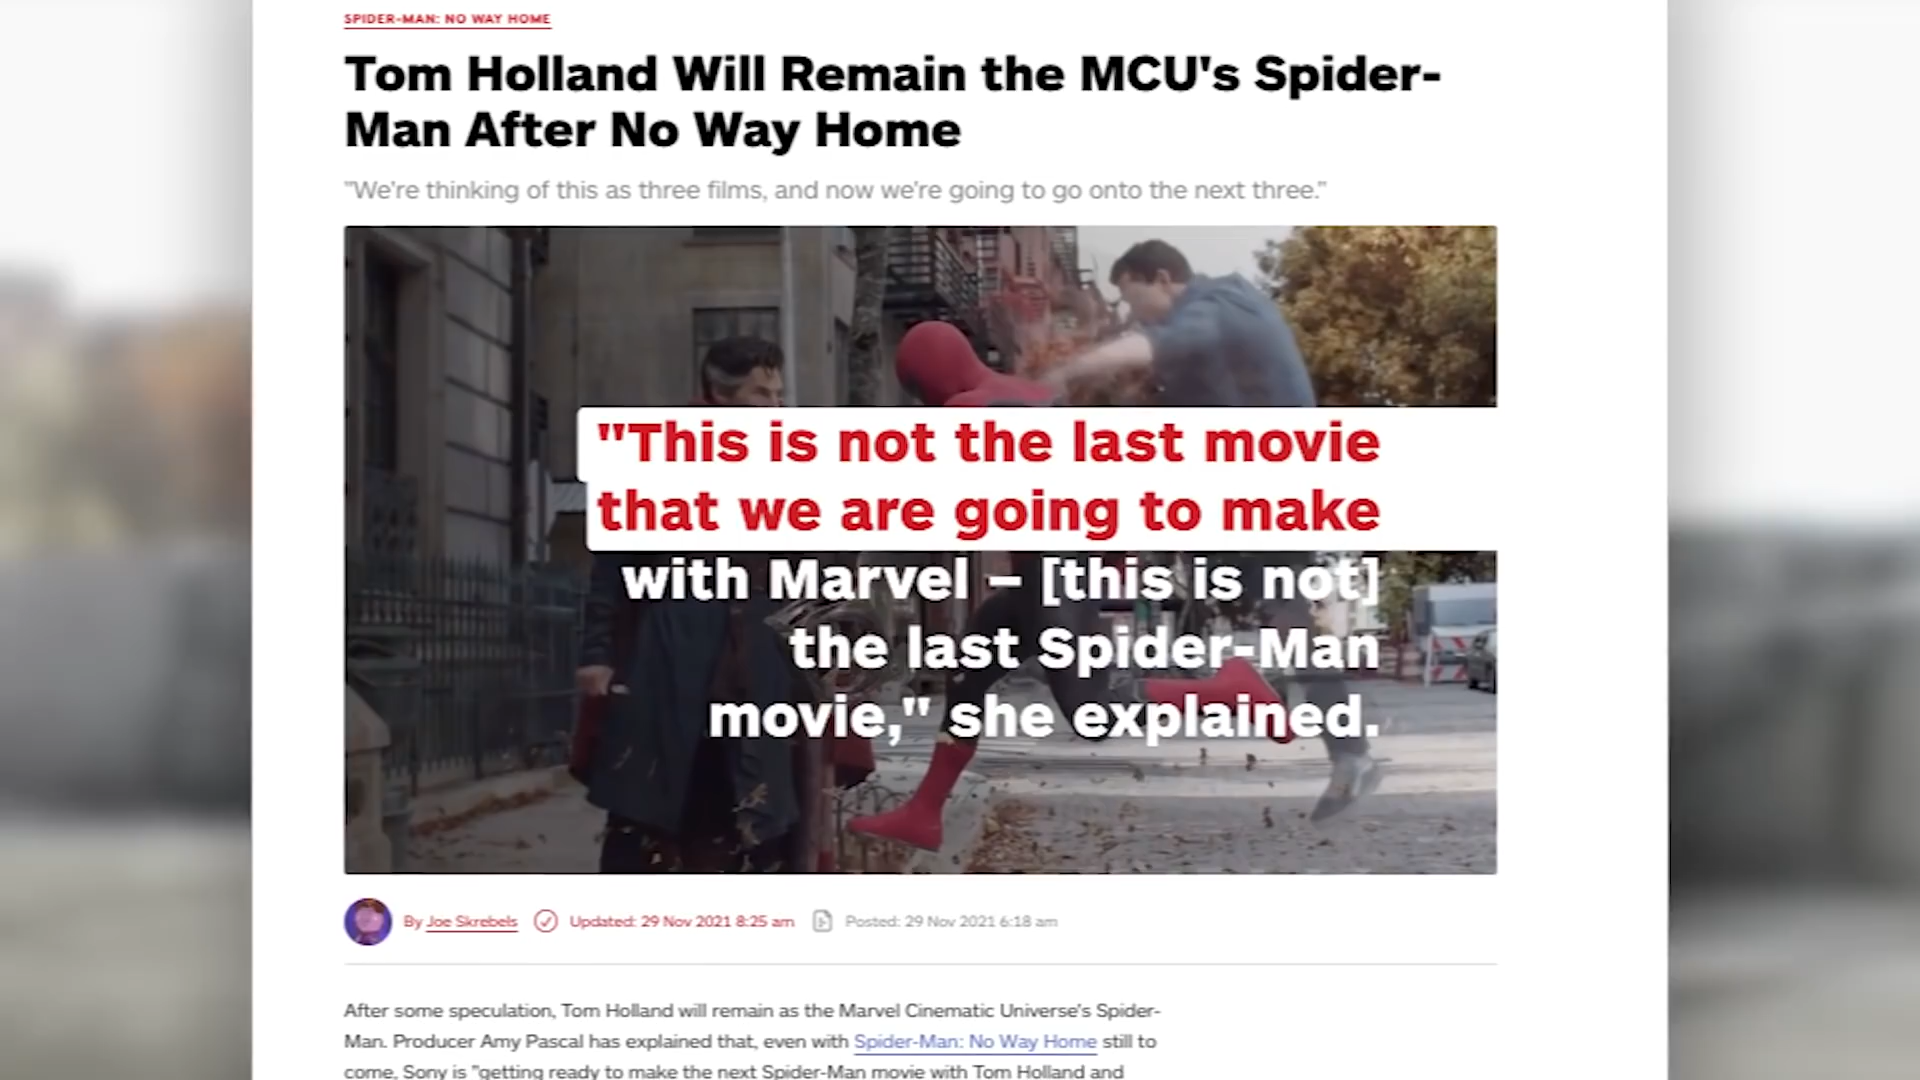 SPIDER-MAN: NO WAY HOME
Tom Holland Will Remain the MCU's Spider-
Man After No Way Home
"We're thinking of this as three films, and now we're going to go onto the next three."
"This is not the last movie
that we are going to make
with Marvel – [this is not]
the last Spider-Man
movie," she explained.
By Joe Skrebels Updated: 29 Nov 2021 8:25 am Posted: 29 Nov 2021 6:18 am
After some speculation, Tom Holland will remain as the Marvel Cinematic Universe's Spider-
Man. Producer Amy Pascal has explained that, even with Spider-Man: No Way Home still to
come, Sony is "getting ready to make the next Spider-Man movie with Tom Holland and